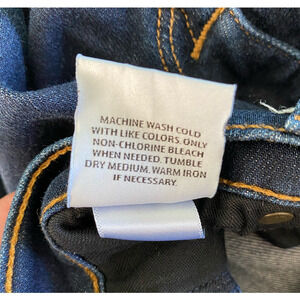 MACHINE WASH COLD
WITH LIKE COLORS. ONLY
NON-CHLORINE BLEACH
WHEN NEEDED. TUMBLE
DRY MEDIUM. WARM IRON
IF NECESSARY.